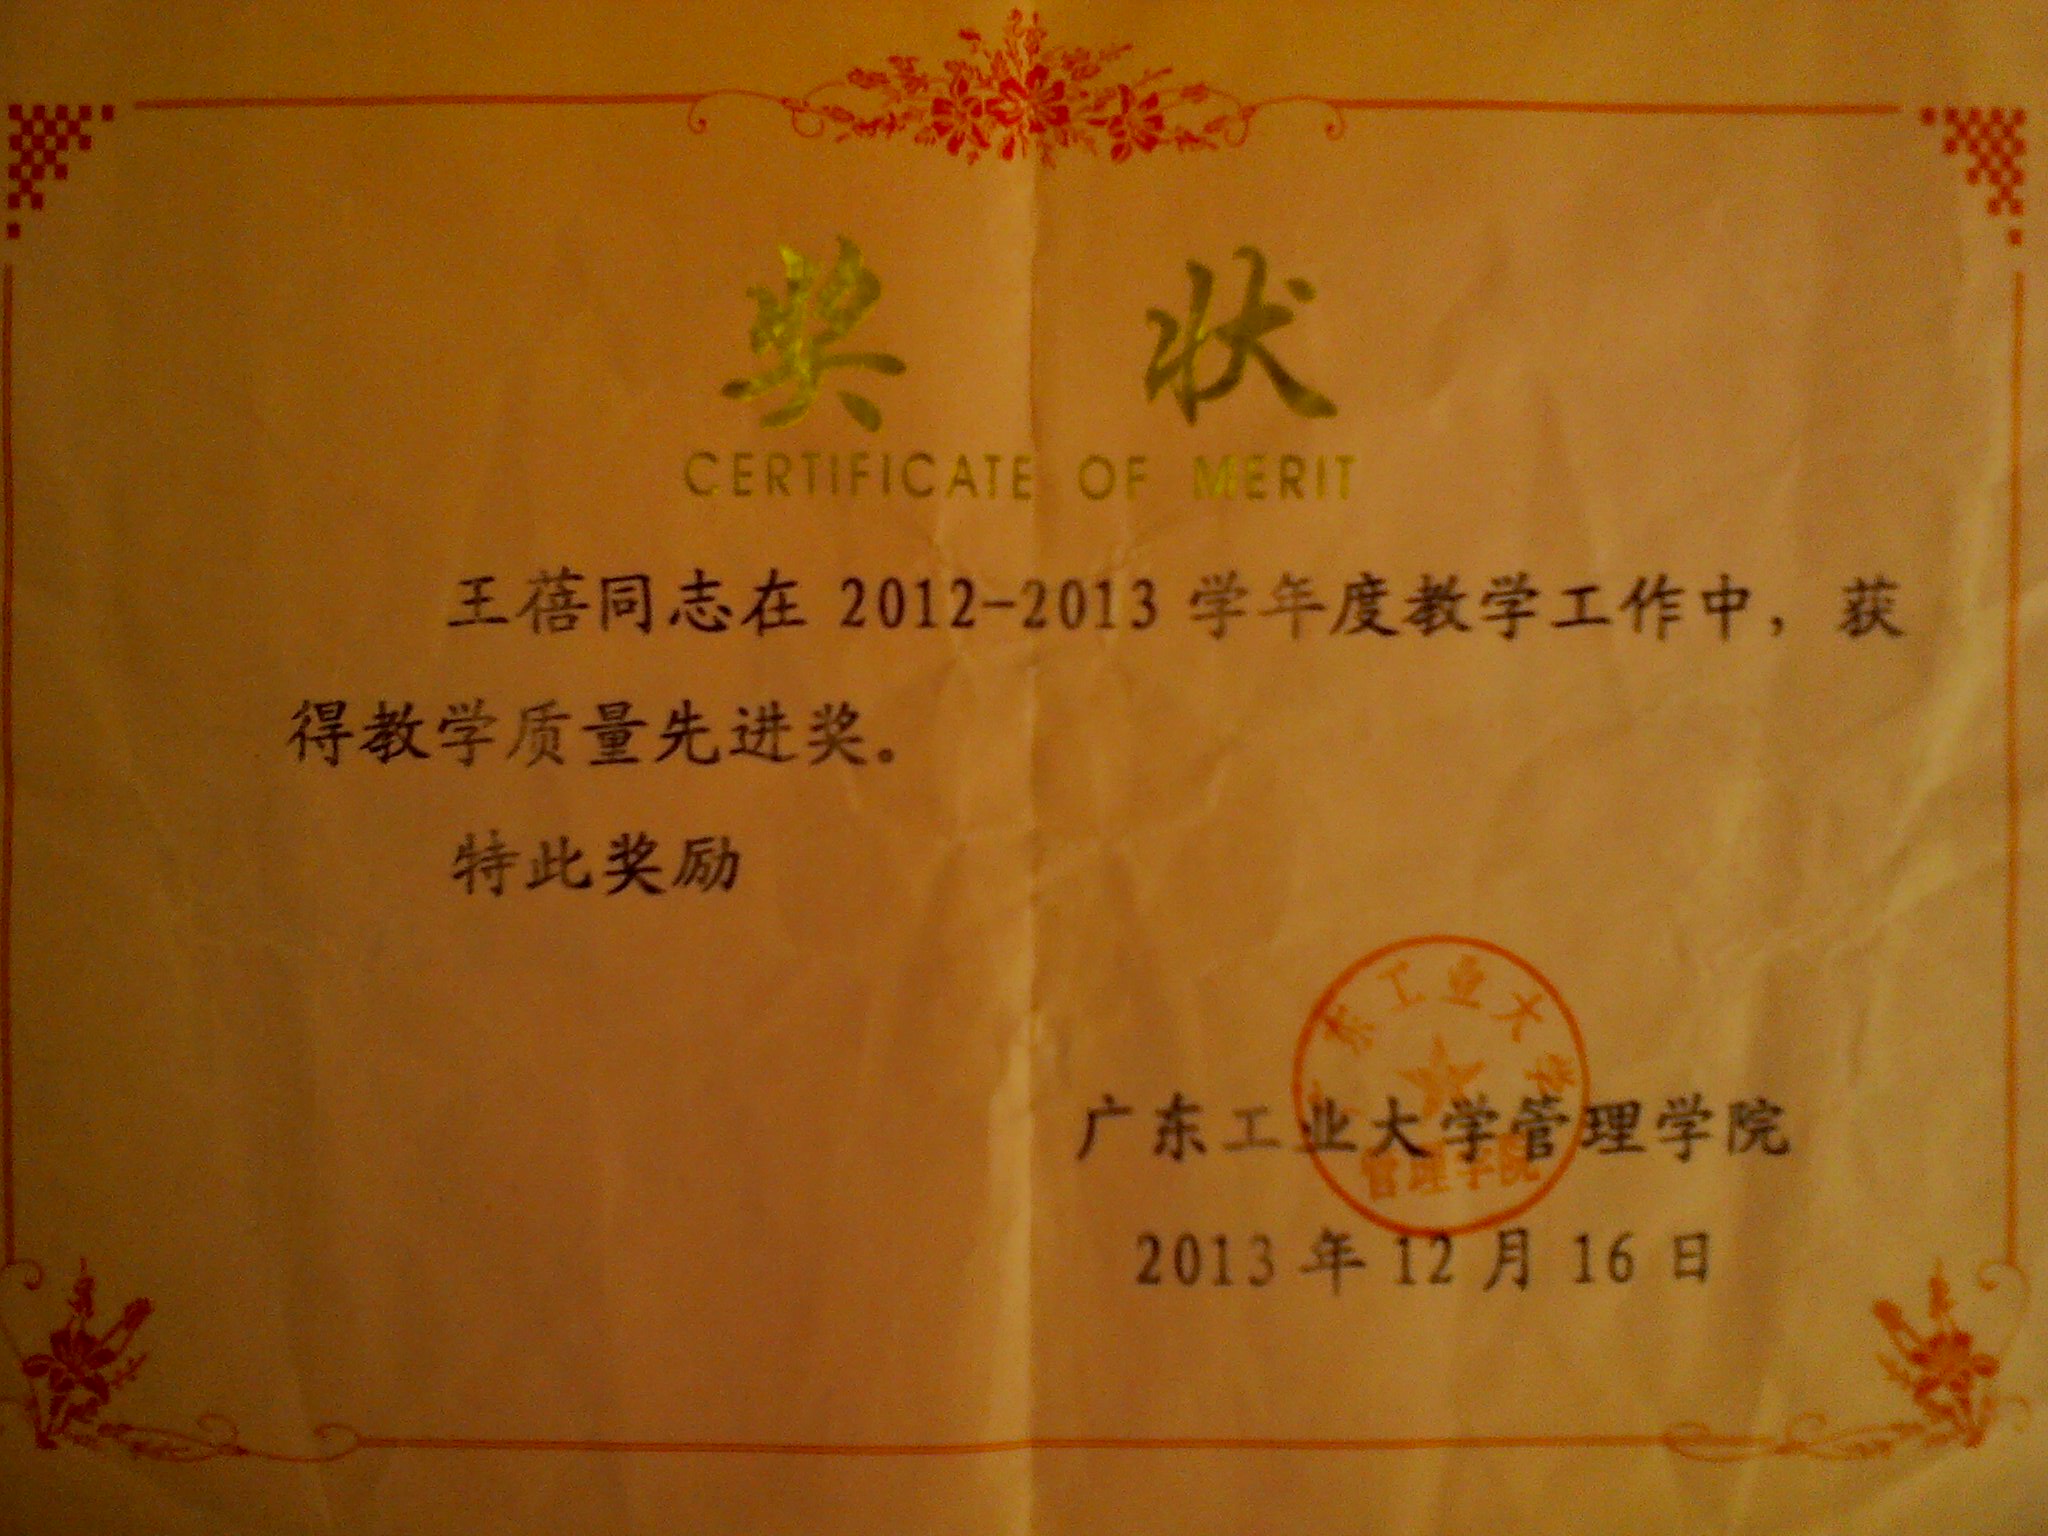 奖 状
CERTIFICATE OF MERIT
王蓓同志在 2012-2013 学年度教学工作中，获
得教学质量先进奖。
特此奖励
东工业大学
管理学院
广东工业大学管理学院
2013 年 12 月 16 日